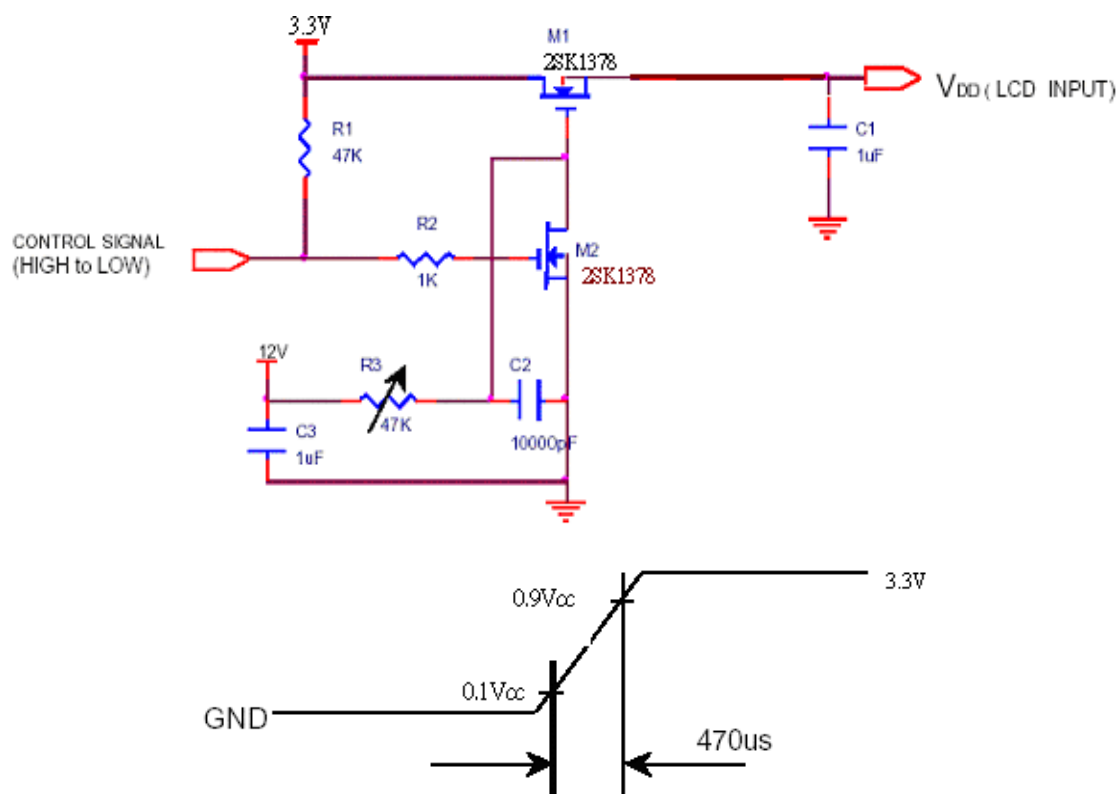 3.3V
M1
2SK1378
VDD ( LCD INPUT)
R1
47K
C1
1uF
R2
1K
CONTROL SIGNAL
(HIGH to LOW)
M2
2SK1378
12V
R3
47K
C2
10000pF
C3
1uF
3.3V
0.9Vcc
0.1Vcc
GND
470us